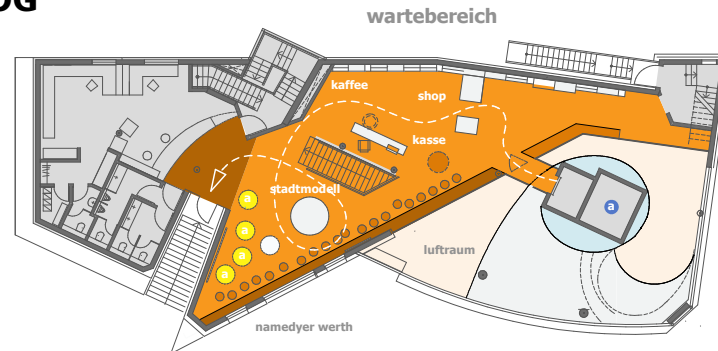 OG
wartebereich
kaffee
shop
kasse
stadtmodell
a
a
a
a
a
luftraum
namedyer werth